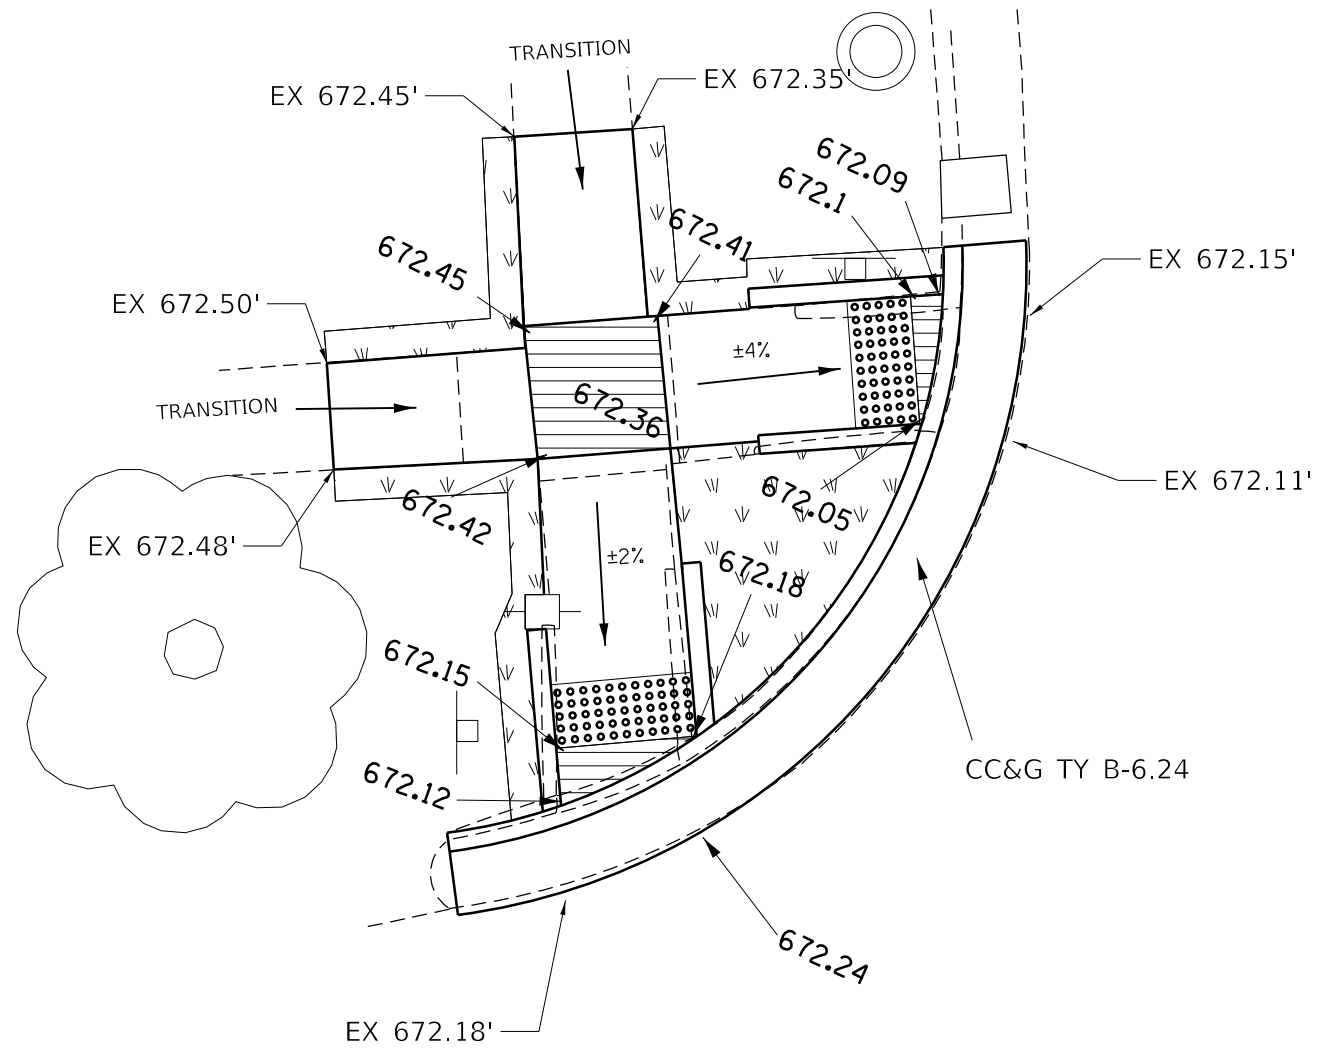 TRANSITION
EX 672.45'
EX 672.35'
672.09
672.1
672.41
672.45
EX 672.15'
EX 672.50'
±4%
TRANSITION
672.36
EX 672.11'
672.42
672.05
EX 672.48'
±2%
672.18
672.15
672.12
CC&G TY B-6.24
672.24
EX 672.18'